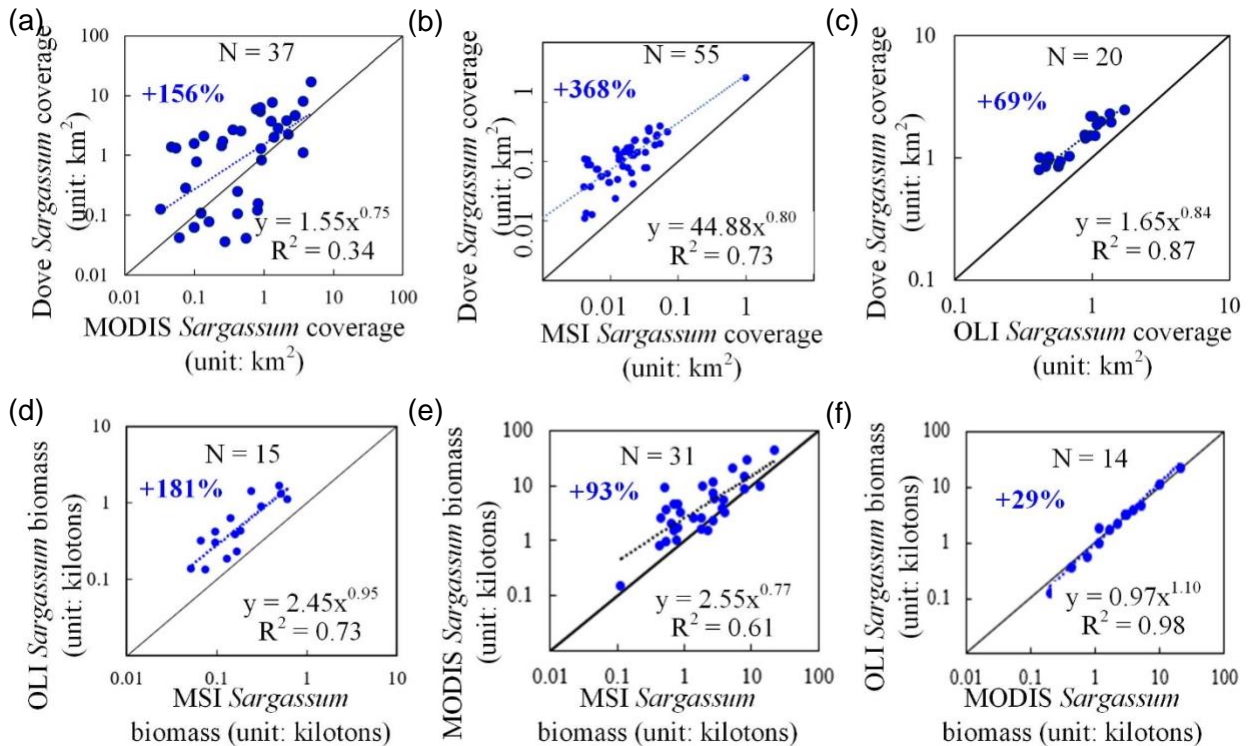 (a)
Dove Sargassum coverage
(unit: km²)
100
10
1
0.1
0.01
N = 37
+156%
y = 1.55x^0.75
R² = 0.34
0.01 0.1 1 10 100
MODIS Sargassum coverage
(unit: km²)
(b)
Dove Sargassum coverage
(unit: km²)
1
0.1
0.01
N = 55
+368%
y = 44.88x^0.80
R² = 0.73
0.01 0.1 1
MSI Sargassum coverage
(unit: km²)
(c)
Dove Sargassum coverage
(unit: km²)
10
1
0.1
N = 20
+69%
y = 1.65x^0.84
R² = 0.87
0.1 1 10
OLI Sargassum coverage
(unit: km²)
(d)
OLI Sargassum biomass
(unit: kilotons)
10
1
0.1
0.01
N = 15
+181%
y = 2.45x^0.95
R² = 0.73
0.01 0.1 1 10
MSI Sargassum
biomass (unit: kilotons)
(e)
MODIS Sargassum biomass
(unit: kilotons)
100
10
1
0.1
N = 31
+93%
y = 2.55x^0.77
R² = 0.61
0.01 0.1 1 10 100
MSI Sargassum
biomass (unit: kilotons)
(f)
OLI Sargassum biomass
(unit: kilotons)
100
10
1
0.1
0.01
N = 14
+29%
y = 0.97x^1.10
R² = 0.98
0.01 0.1 1 10 100
MODIS Sargassum
biomass (unit: kilotons)